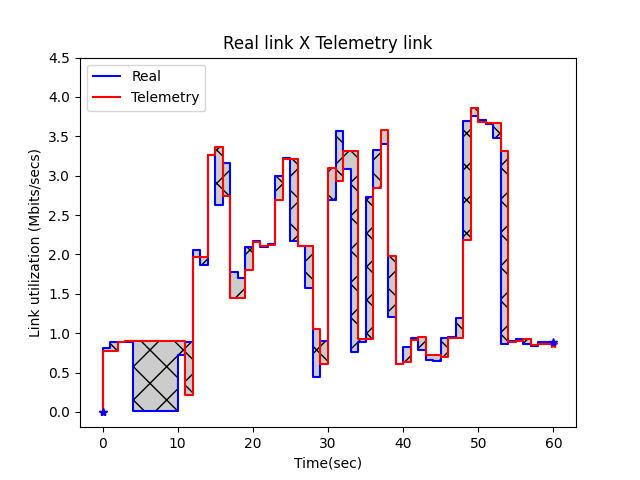 Real link X Telemetry link
Real
Telemetry
4.5
4.0
3.5
3.0
2.5
2.0
1.5
1.0
0.5
0.0
Link utilization (Mbits/secs)
0 10 20 30 40 50 60
Time(sec)